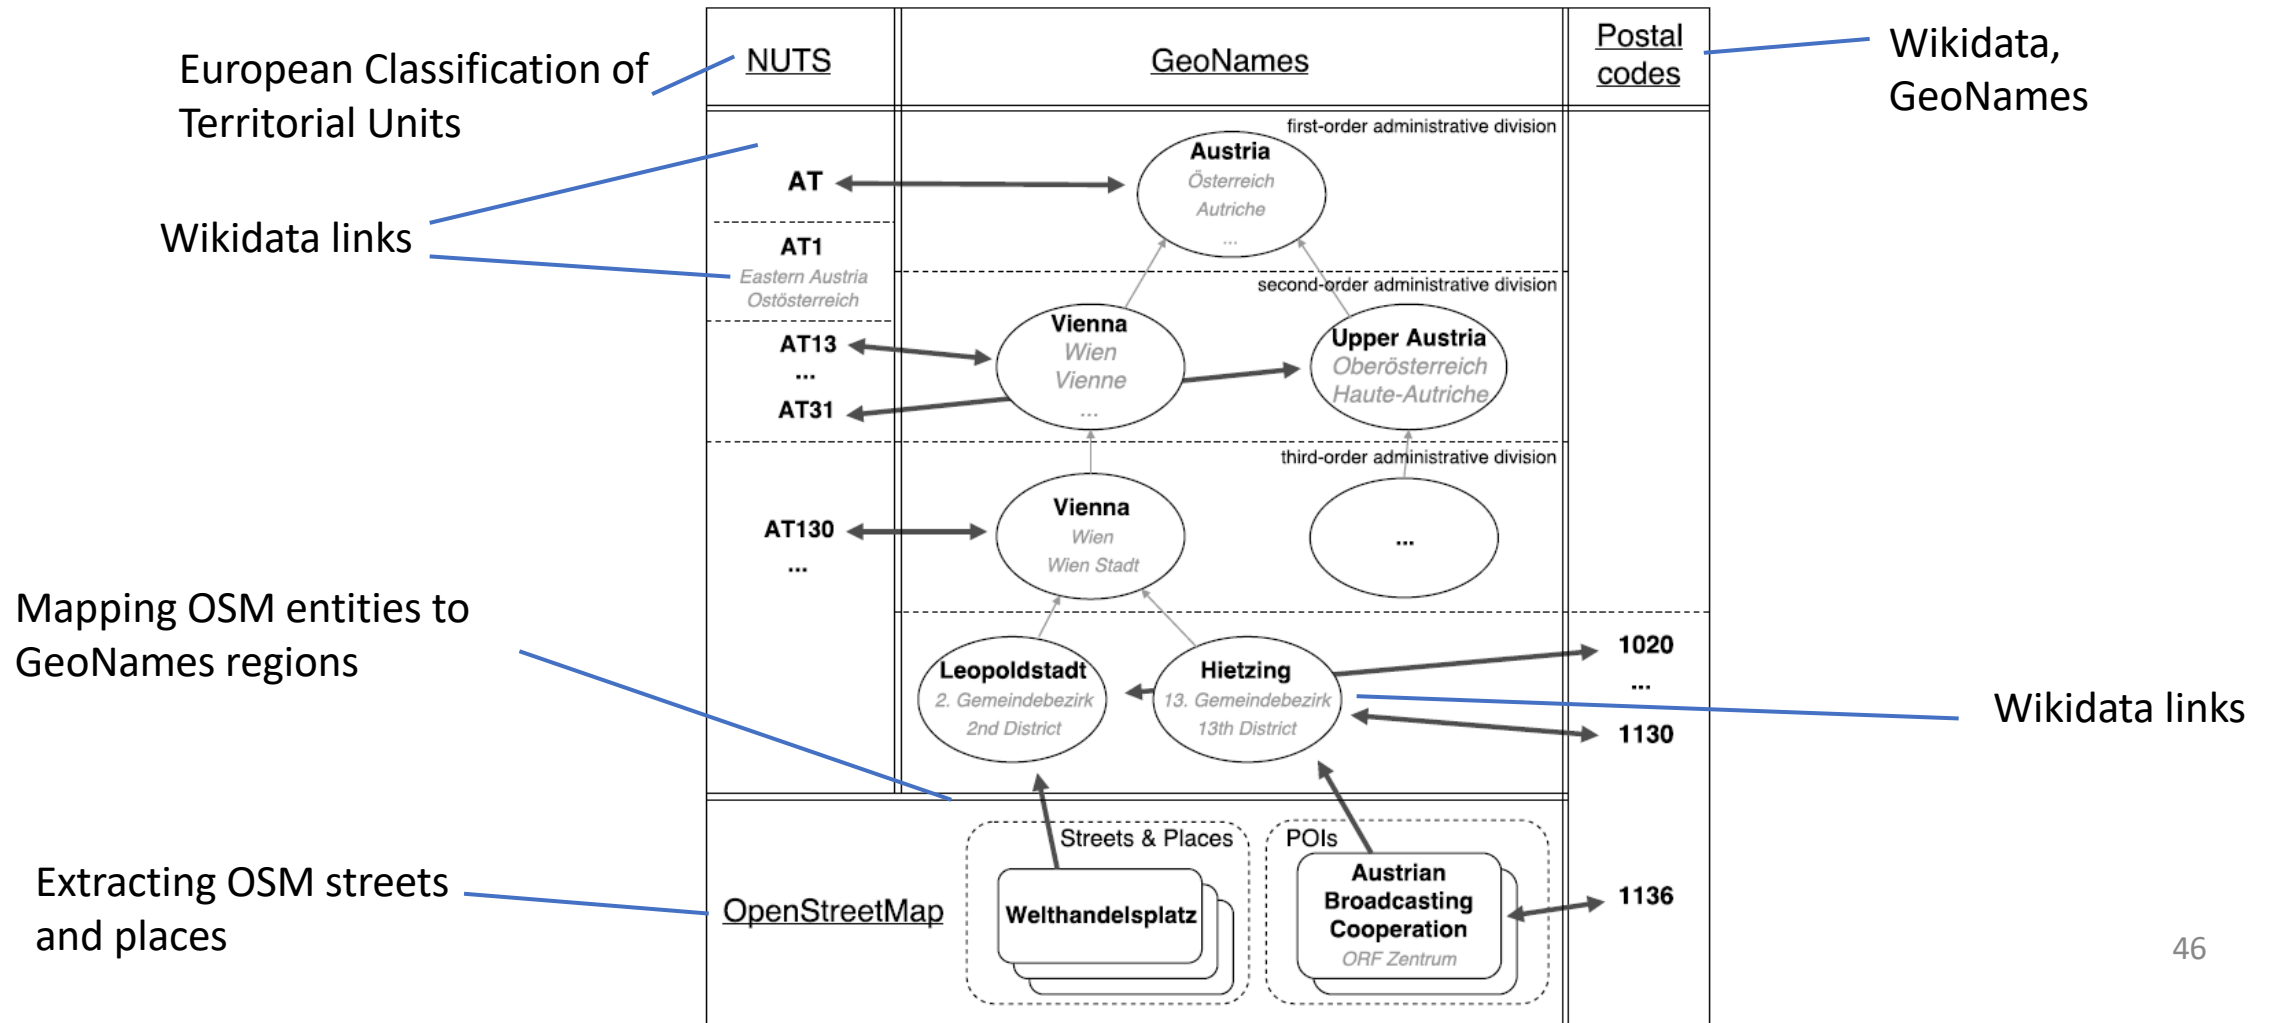 European Classification of
Territorial Units
Wikidata links
Mapping OSM entities to
GeoNames regions
Extracting OSM streets
and places
NUTS
GeoNames
Postal
codes
Wikidata,
GeoNames
first-order administrative division
AT
Austria
Österreich
Autriche
...
AT1
Eastern Austria
Ostösterreich
second-order administrative division
AT13
...
AT31
Vienna
Wien
Vienne
...
Upper Austria
Oberösterreich
Haute-Autriche
third-order administrative division
AT130
...
Vienna
Wien
Wien Stadt
...
Leopoldstadt
2. Gemeindebezirk
2nd District
Hietzing
13. Gemeindebezirk
13th District
1020
...
1130
Wikidata links
OpenStreetMap
Streets & Places
Welthandelsplatz
POIs
Austrian
Broadcasting
Cooperation
ORF Zentrum
1136
46